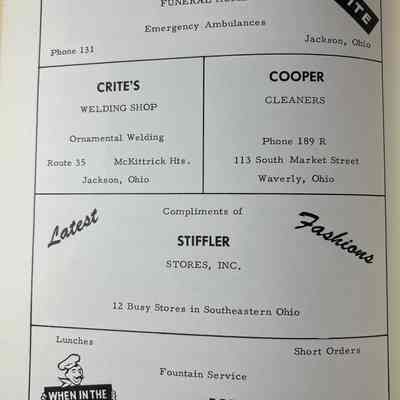 FUNERAL
Emergency Ambulances
Phone 131
Jackson, Ohio
CRITE'S
WELDING SHOP
Ornamental Welding
Route 35 McKittrick Hts.
Jackson, Ohio
COOPER
CLEANERS
Phone 189 R
113 South Market Street
Waverly, Ohio
Latest
Compliments of
Fashions
STIFFLER
STORES, INC.
12 Busy Stores in Southeastern Ohio
Lunches
Short Orders
Fountain Service
WHEN IN THE